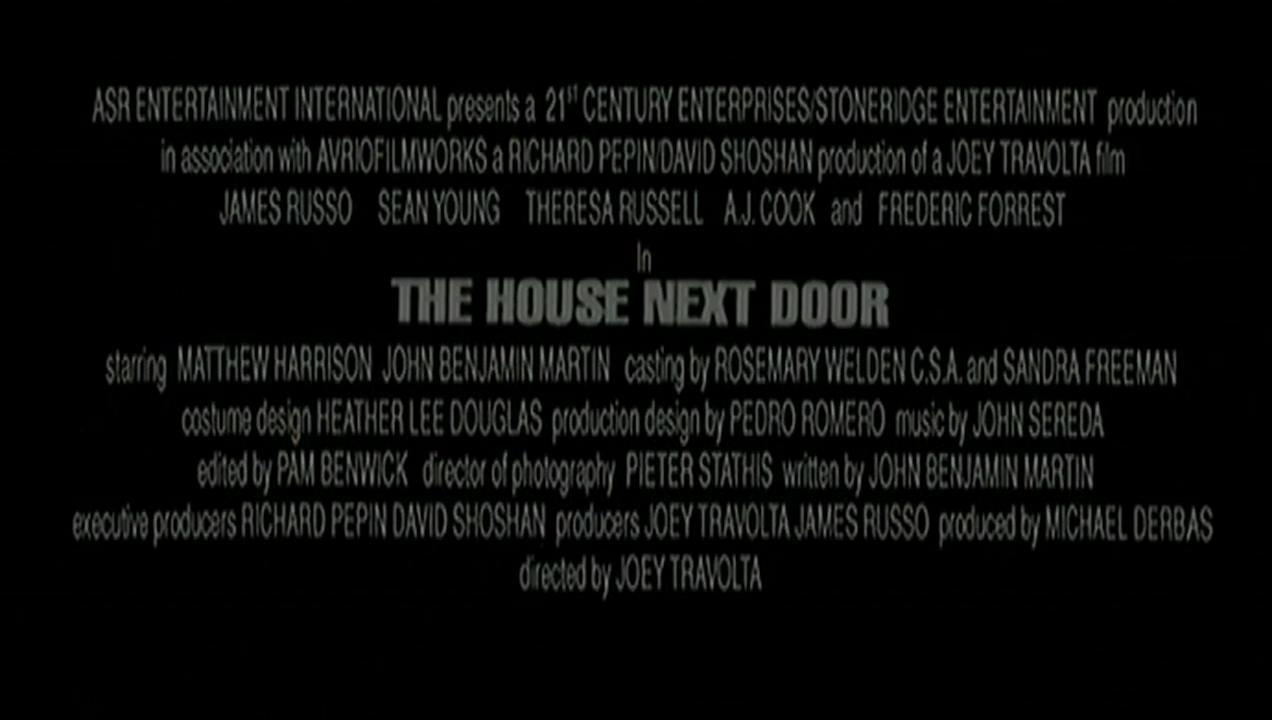 ASR ENTERTAINMENT INTERNATIONAL presents a 21st CENTURY ENTERPRISES/STONERIDGE ENTERTAINMENT production
in association with AVRIOFILMWORKS a RICHARD PEPIN/DAVID SHOSHAN production of a JOEY TRAVOLTA film
JAMES RUSSO SEAN YOUNG THERESA RUSSELL A.J. COOK and FREDERIC FORREST
In
THE HOUSE NEXT DOOR
starring MATTHEW HARRISON JOHN BENJAMIN MARTIN casting by ROSEMARY WELDEN C.S.A. and SANDRA FREEMAN
costume design HEATHER LEE DOUGLAS production design by PEDRO ROMERO music by JOHN SEREDA
edited by PAM BENWICK director of photography PIETER STATHIS written by JOHN BENJAMIN MARTIN
executive producers RICHARD PEPIN DAVID SHOSHAN producers JOEY TRAVOLTA JAMES RUSSO produced by MICHAEL DERBAS
directed by JOEY TRAVOLTA